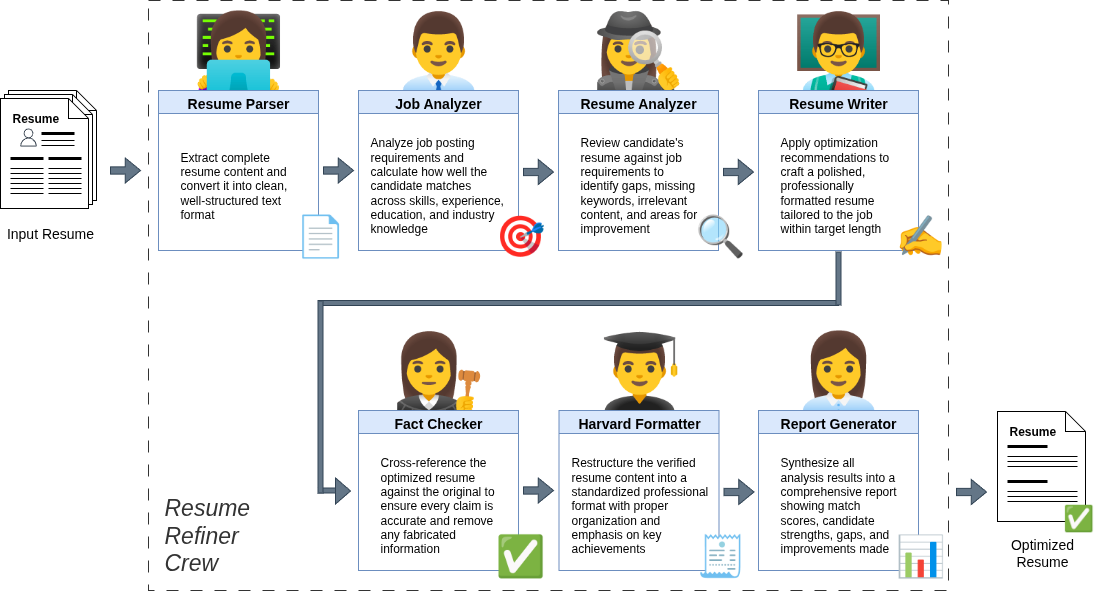 Resume
Input Resume
Resume Parser
Extract complete
resume content and
convert it into clean,
well-structured text
format
Job Analyzer
Analyze job posting
requirements and
calculate how well the
candidate matches
across skills, experience,
education, and industry
knowledge
Resume Analyzer
Review candidate's
resume against job
requirements to
identify gaps, missing
keywords, irrelevant
content, and areas for
improvement
Resume Writer
Apply optimization
recommendations to
craft a polished,
professionally
formatted resume
tailored to the job
within target length
Fact Checker
Cross-reference the
optimized resume
against the original to
ensure every claim is
accurate and remove
any fabricated
information
Harvard Formatter
Restructure the verified
resume content into a
standardized professional
format with proper
organization and
emphasis on key
achievements
Report Generator
Synthesize all
analysis results into a
comprehensive report
showing match
scores, candidate
strengths, gaps, and
improvements made
Resume
Refiner
Crew
Resume
Optimized
Resume